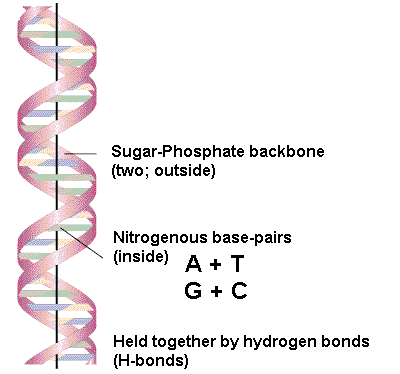 Sugar-Phosphate backbone
(two; outside)
Nitrogenous base-pairs
(inside)
A + T
G + C
Held together by hydrogen bonds
(H-bonds)